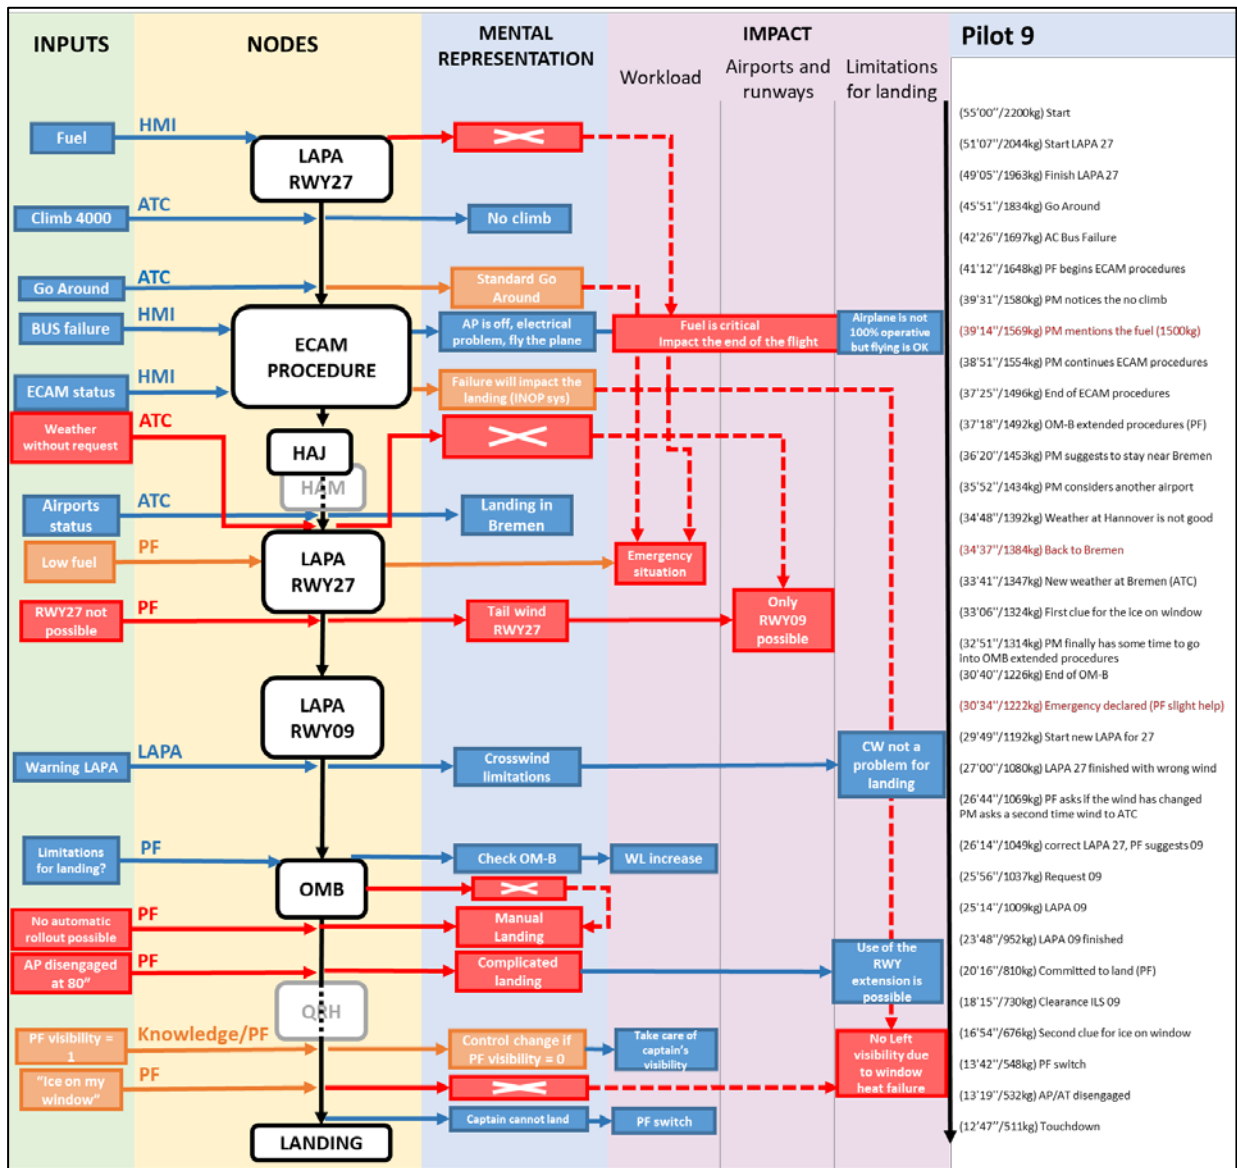 INPUTS
NODES
MENTAL
REPRESENTATION
IMPACT
Workload
Airports and
runways
Limitations
for landing
Pilot 9
Fuel
HMI
LAPA
RWY27
Climb 4000
ATC
No climb
Go Around
ATC
Standard Go
Around
BUS failure
HMI
ECAM
PROCEDURE
AP is off, electrical
problem, fly the plane
Fuel is critical
Impact the end of the flight
Airplane is not
100% operative
but flying is OK
ECAM status
HMI
Failure will impact the
landing (INOP sys)
Weather
without request
ATC
HAJ
HAM
Airports
status
ATC
Landing in
Bremen
Low fuel
PF
LAPA
RWY27
Emergency
situation
RWY27 not
possible
PF
Tail wind
RWY27
Only
RWY09
possible
LAPA
RWY09
Warning LAPA
LAPA
Crosswind
limitations
CW not a
problem for
landing
Limitations
for landing?
PF
OMB
Check OM-B
WL increase
No automatic
rollout possible
PF
Manual
Landing
AP disengaged
at 80”
PF
Complicated
landing
Use of the
RWY
extension is
possible
QRH
PF visibility =
1
Knowledge/PF
Control change if
PF visibility = 0
Take care of
captain’s
visibility
No Left
visibility due
to window
heat failure
“Ice on my
window”
PF
Captain cannot land
PF switch
LANDING
(55’00’’/2200kg) Start
(51’07’’/2044kg) Start LAPA 27
(49’05’’/1963kg) Finish LAPA 27
(45’51’’/1834kg) Go Around
(42’26’’/1697kg) AC Bus Failure
(41’12’’/1648kg) PF begins ECAM procedures
(39’31’’/1580kg) PM notices the no climb
(39’14’’/1569kg) PM mentions the fuel (1500kg)
(38’51’’/1554kg) PM continues ECAM procedures
(37’25’’/1496kg) End of ECAM procedures
(37’18’’/1492kg) OM-B extended procedures (PF)
(36’20’’/1453kg) PM suggests to stay near Bremen
(35’52’’/1434kg) PM considers another airport
(34’48’’/1392kg) Weather at Hannover is not good
(34’37’’/1384kg) Back to Bremen
(33’41’’/1347kg) New weather at Bremen (ATC)
(33’06’’/1324kg) First clue for the ice on window
(32’51’’/1314kg) PM finally has some time to go
into OMB extended procedures
(30’40’’/1226kg) End of OM-B
(30’34’’/1222kg) Emergency declared (PF slight help)
(29’49’’/1192kg) Start new LAPA for 27
(27’00’’/1080kg) LAPA 27 finished with wrong wind
(26’44’’/1069kg) PF asks if the wind has changed
PM asks a second time wind to ATC
(26’14’’/1049kg) correct LAPA 27, PF suggests 09
(25’56’’/1037kg) Request 09
(25’14’’/1009kg) LAPA 09
(23’48’’/952kg) LAPA 09 finished
(20’16’’/810kg) Committed to land (PF)
(18’15’’/730kg) Clearance ILS 09
(16’54’’/676kg) Second clue for ice on window
(13’42’’/548kg) PF switch
(13’19’’/532kg) AP/AT disengaged
(12’47’’/511kg) Touchdown